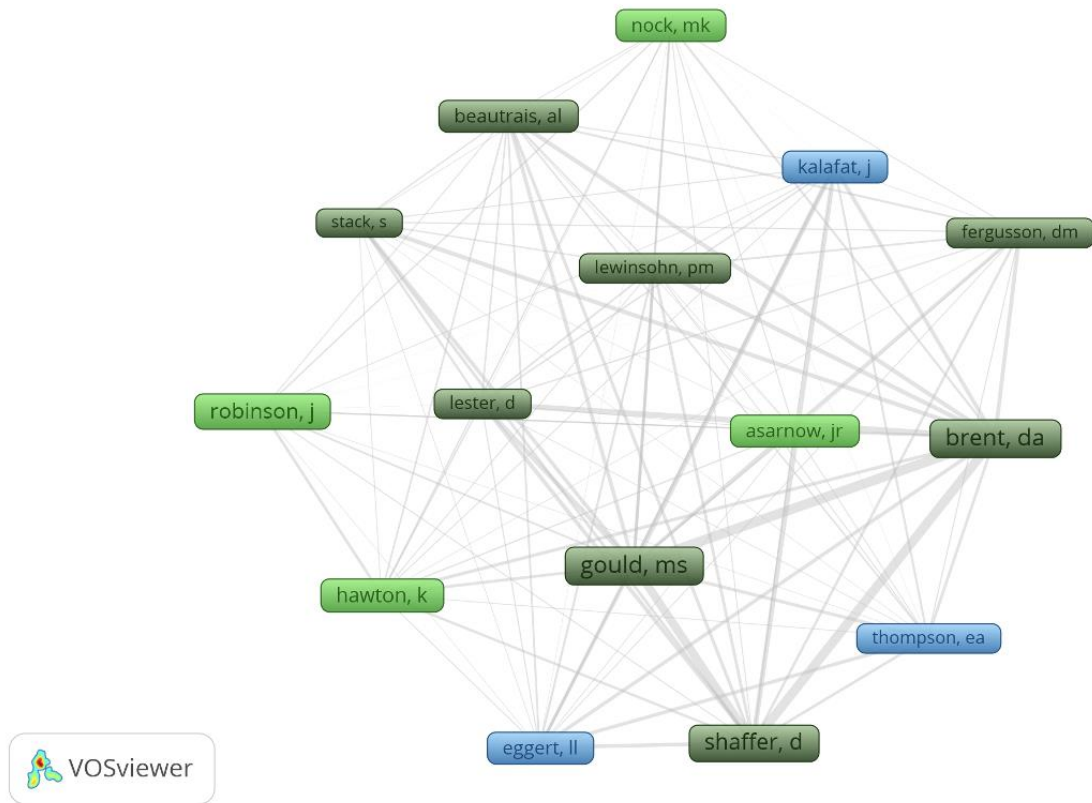 nock, mk
beautrais, al
kalafat, j
stack, s
fergusson, dm
lewinsohn, pm
robinson, j
lester, d
asarnow, jr
brent, da
gould, ms
hawton, k
thompson, ea
eggert, ll
shaffer, d
VOSviewer